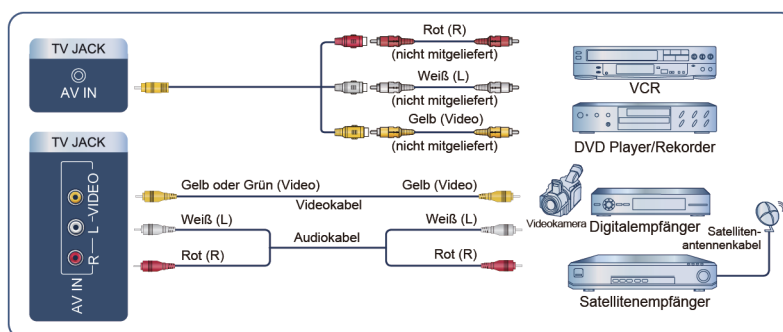 TV JACK
AV IN
Rot (R)
(nicht mitgeliefert)
Weiß (L)
(nicht mitgeliefert)
Gelb (Video)
(nicht mitgeliefert)
VCR
DVD Player/Rekorder
TV JACK
AV IN
R — L –VIDEO
Gelb oder Grün (Video)
Gelb (Video)
Videokabel
Weiß (L)
Weiß (L)
Audiokabel
Rot (R)
Rot (R)
Videokamera
Digitalempfänger
Satelliten-
antennenkabel
Satellitenempfänger